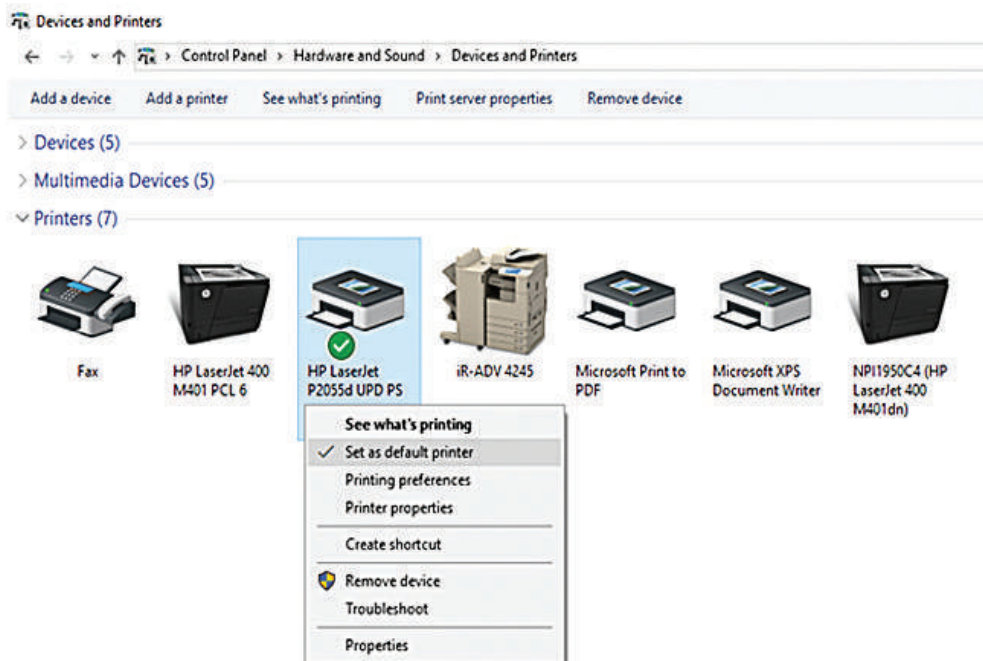 Devices and Printers
Control Panel > Hardware and Sound > Devices and Printers
Add a device Add a printer See what's printing Print server properties Remove device
Devices (5)
Multimedia Devices (5)
Printers (7)
Fax
HP LaserJet 400
M401 PCL 6
HP LaserJet
P2055d UPD PS
iR-ADV 4245
Microsoft Print to
PDF
Microsoft XPS
Document Writer
NPI1950C4 (HP
LaserJet 400
M401dn)
See what's printing
Set as default printer
Printing preferences
Printer properties
Create shortcut
Remove device
Troubleshoot
Properties